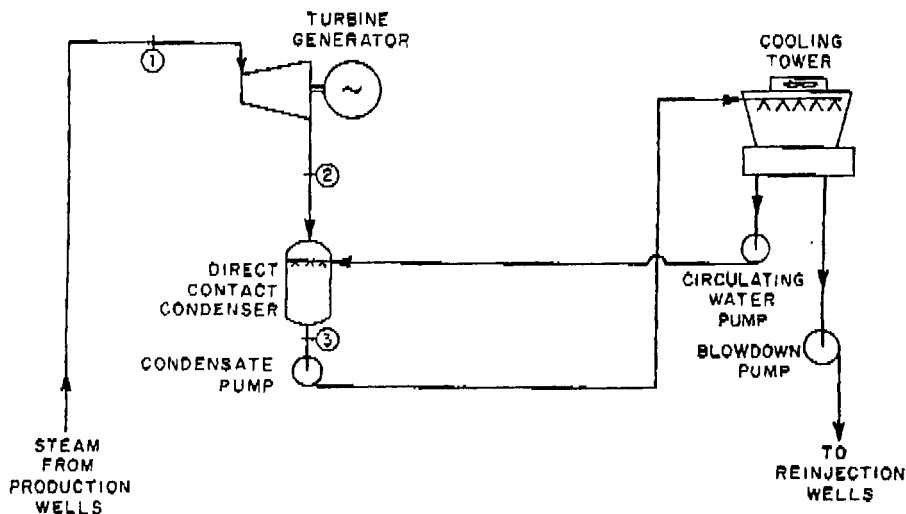 TURBINE
GENERATOR
COOLING
TOWER
1
~
2
DIRECT
CONTACT
CONDENSER
CIRCULATING
WATER
PUMP
3
CONDENSATE
PUMP
BLOWDOWN
PUMP
STEAM
FROM
PRODUCTION
WELLS
TO
REINJECTION
WELLS